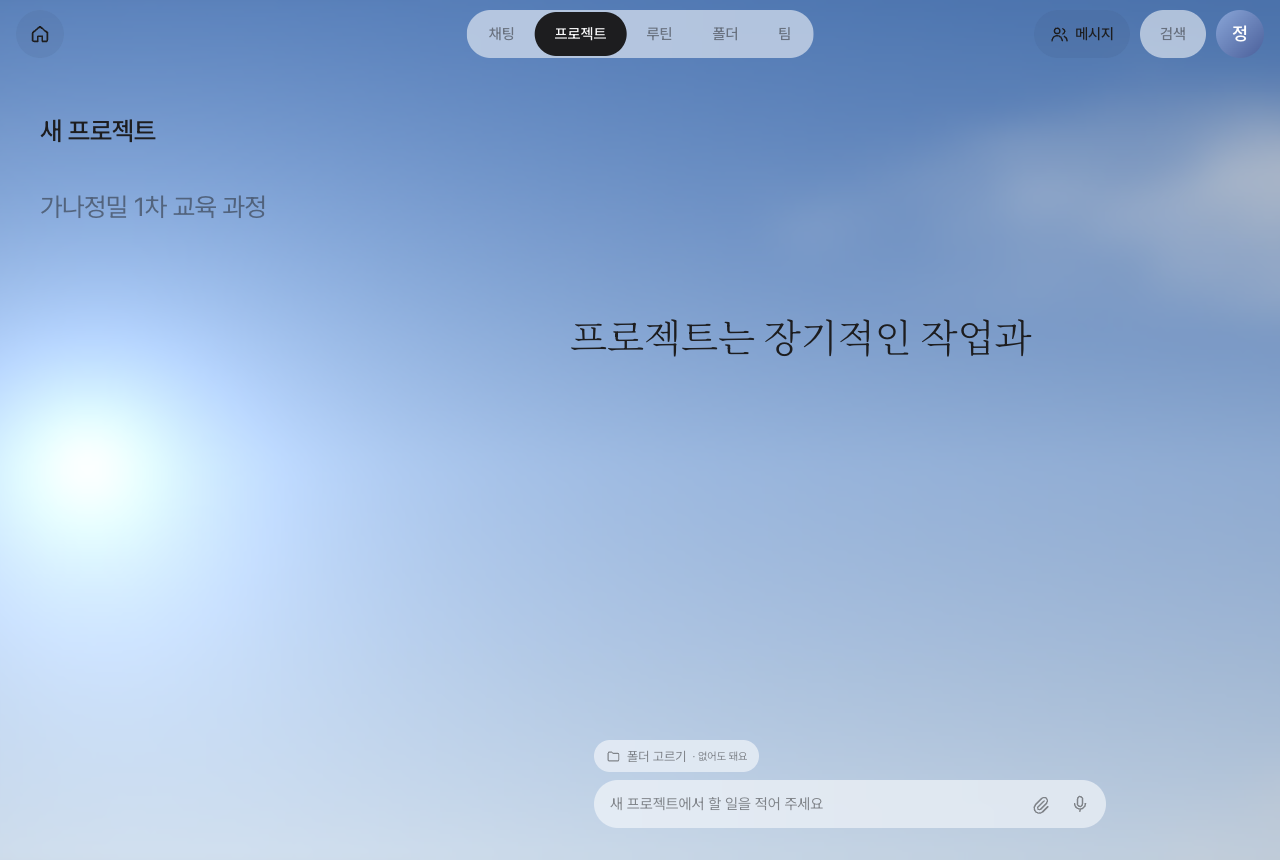 채팅
프로젝트
루틴
폴더
팀
메시지
검색
정
새 프로젝트
가나정밀 1차 교육 과정
프로젝트는 장기적인 작업과
폴더 고르기 · 없어도 돼요
새 프로젝트에서 할 일을 적어 주세요